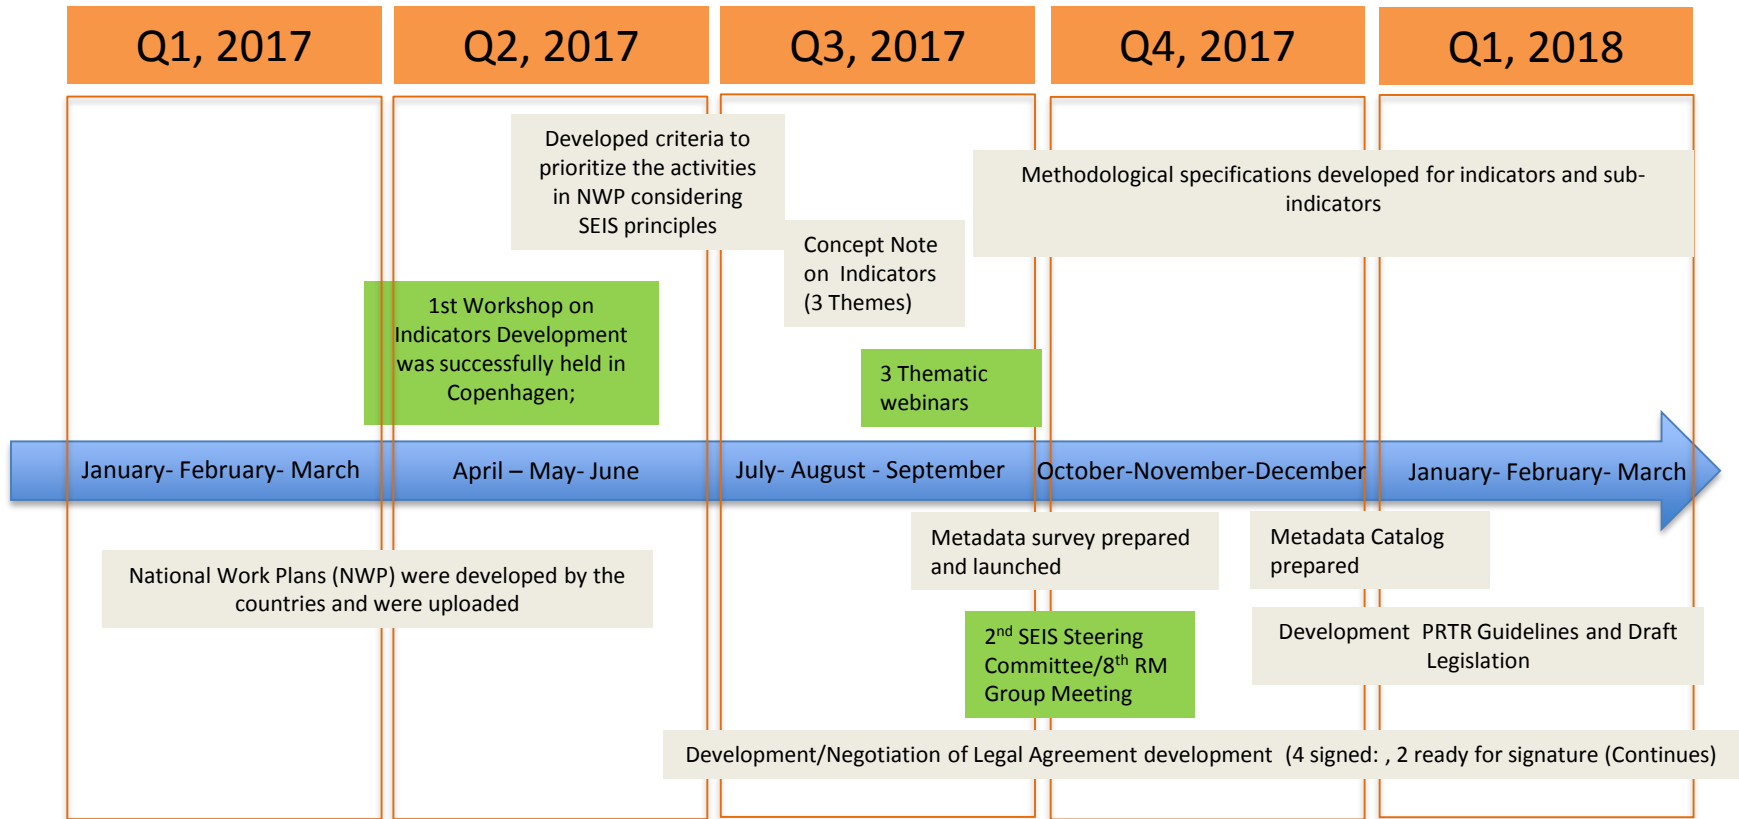 Q1, 2017
Q2, 2017
Q3, 2017
Q4, 2017
Q1, 2018
Developed criteria to
prioritize the activities
in NWP considering
SEIS principles
Methodological specifications developed for indicators and sub-
indicators
Concept Note
on Indicators
(3 Themes)
1st Workshop on
Indicators Development
was successfully held in
Copenhagen;
3 Thematic
webinars
January- February- March
April – May- June
July- August - September
October-November-December
January- February- March
Metadata survey prepared
and launched
Metadata Catalog
prepared
National Work Plans (NWP) were developed by the
countries and were uploaded
2nd SEIS Steering
Committee/8th RM
Group Meeting
Development PRTR Guidelines and Draft
Legislation
Development/Negotiation of Legal Agreement development (4 signed: , 2 ready for signature (Continues)